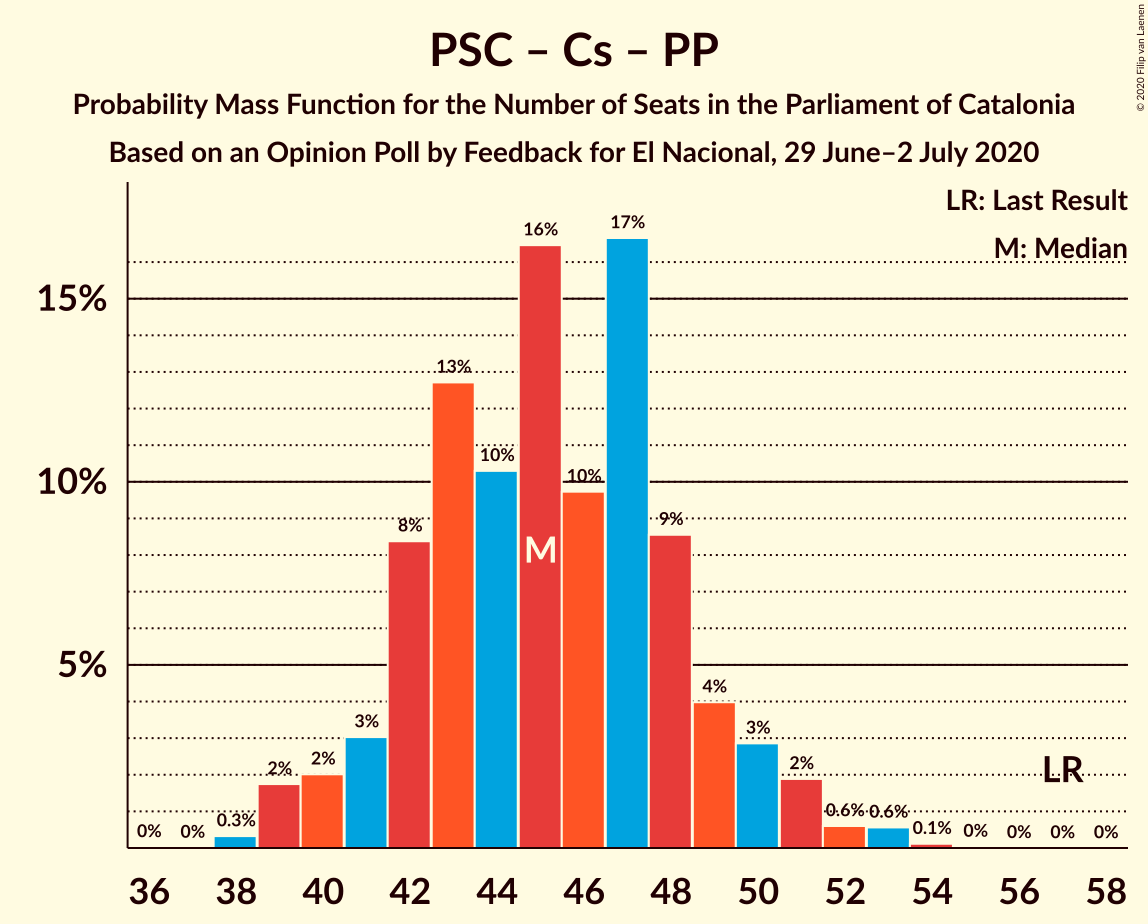 PSC – Cs – PP
Probability Mass Function for the Number of Seats in the Parliament of Catalonia
Based on an Opinion Poll by Feedback for El Nacional, 29 June–2 July 2020
© 2020 Filip van Laenen
LR: Last Result
M: Median
15%
10%
5%
0% 0% 0.3% 2% 2% 3% 8% 13% 10% 16% 10% 17% 9% 4% 3% 2% 0.6% 0.6% 0.1% 0% 0% 0% 0%
M
LR
36 38 40 42 44 46 48 50 52 54 56 58